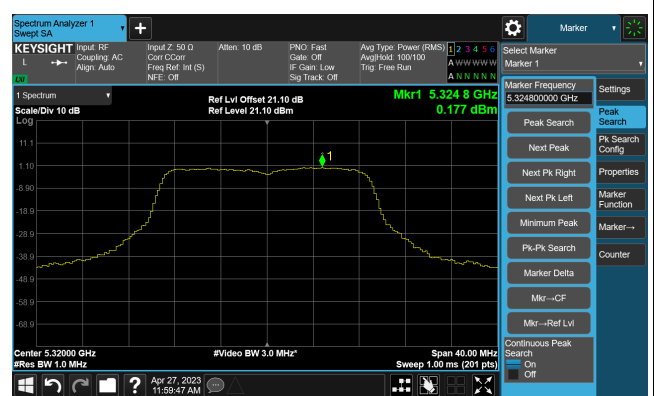 Spectrum Analyzer 1
Swept SA
KEYSIGHT
L
Input: RF
Coupling: AC
Align: Auto
Input Z: 50 Ω
Corr CCorr
Freq Ref: Int (S)
NFE: Off
Atten: 10 dB
PNO: Fast
Gate: Off
IF Gain: Low
Sig Track: Off
Avg Type: Power (RMS)
Avg|Hold: 100/100
Trig: Free Run
1 2 3 4 5 6
A W W W W W
A N N N N N
LXI
1 Spectrum
Scale/Div 10 dB
Log
Ref Lvl Offset 21.10 dB
Ref Level 21.10 dBm
Mkr1 5.324 8 GHz
0.177 dBm
1
11.1
1.10
-8.90
-18.9
-28.9
-38.9
-48.9
-58.9
-68.9
Center 5.32000 GHz
#Res BW 1.0 MHz
#Video BW 3.0 MHz*
Span 40.00 MHz
Sweep 1.00 ms (201 pts)
Apr 27, 2023
11:59:47 AM
Marker
Select Marker
Marker 1
Marker Frequency
5.324800000 GHz
Peak Search
Next Peak
Next Pk Right
Next Pk Left
Minimum Peak
Pk-Pk Search
Marker Delta
Mkr→CF
Mkr→Ref Lvl
Continuous Peak
Search
On
Off
Settings
Peak
Search
Pk Search
Config
Properties
Marker
Function
Marker→
Counter